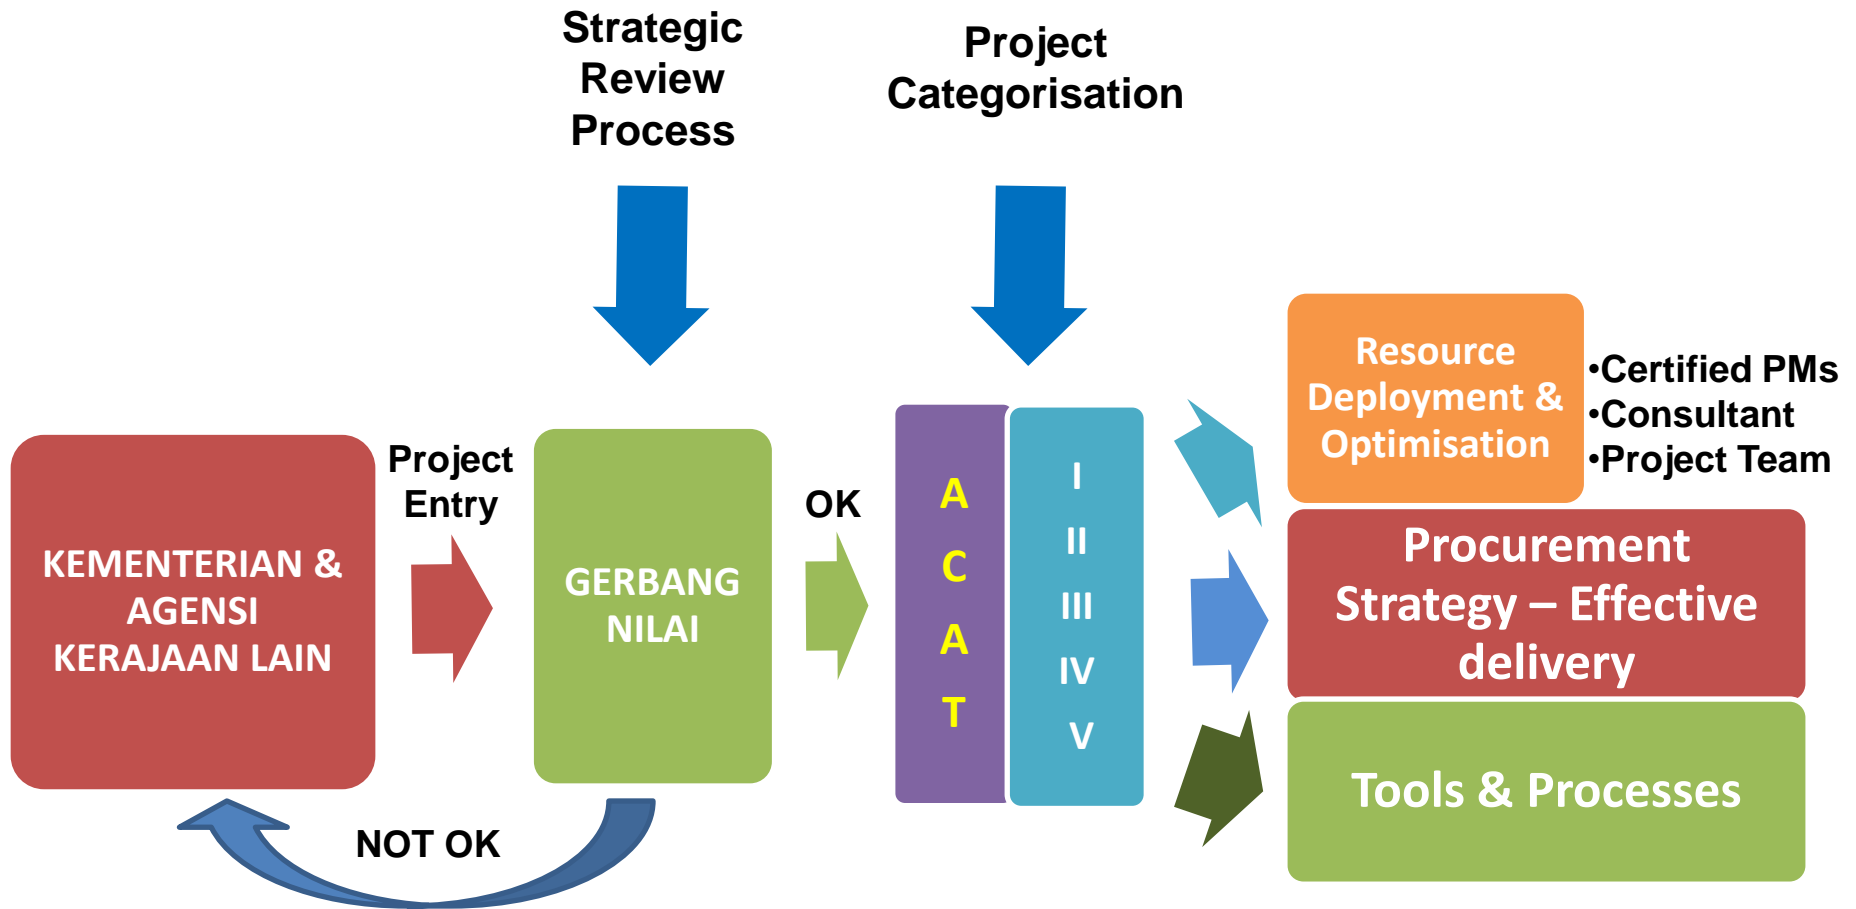 Strategic
Review
Process
Project
Categorisation
KEMENTERIAN &
AGENSI
KERAJAAN LAIN
Project
Entry
GERBANG
NILAI
OK
NOT OK
A
C
A
T
I
II
III
IV
V
Resource
Deployment &
Optimisation
•Certified PMs
•Consultant
•Project Team
Procurement
Strategy – Effective
delivery
Tools & Processes